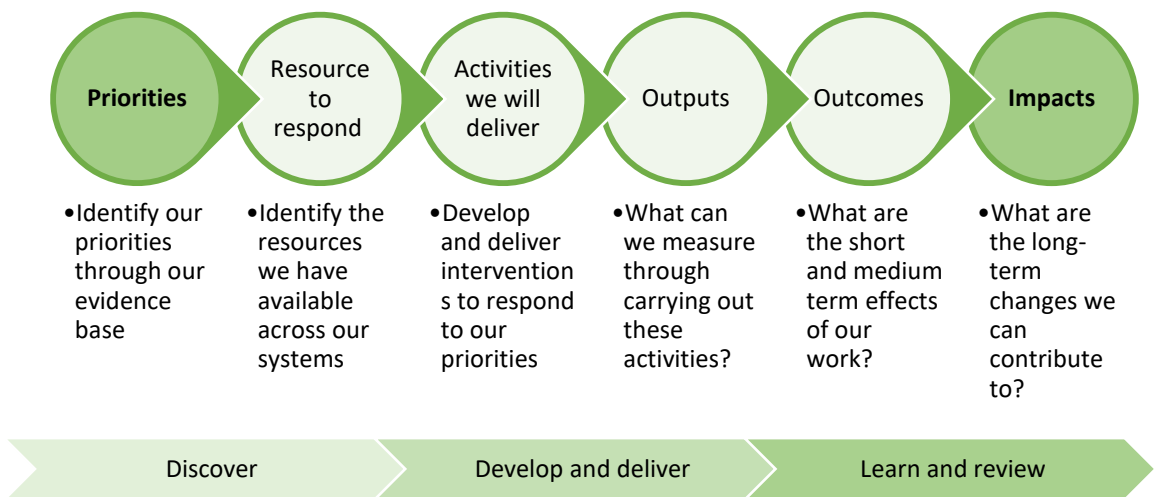 Priorities
Resource
to
respond
Activities
we will
deliver
Outputs
Outcomes
Impacts
•Identify our
priorities
through our
evidence
base
•Identify the
resources
we have
available
across our
systems
•Develop
and deliver
intervention
s to respond
to our
priorities
•What can
we measure
through
carrying out
these
activities?
•What are
the short
and medium
term effects
of our
work?
•What are
the long-
term
changes we
can
contribute
to?
Discover
Develop and deliver
Learn and review